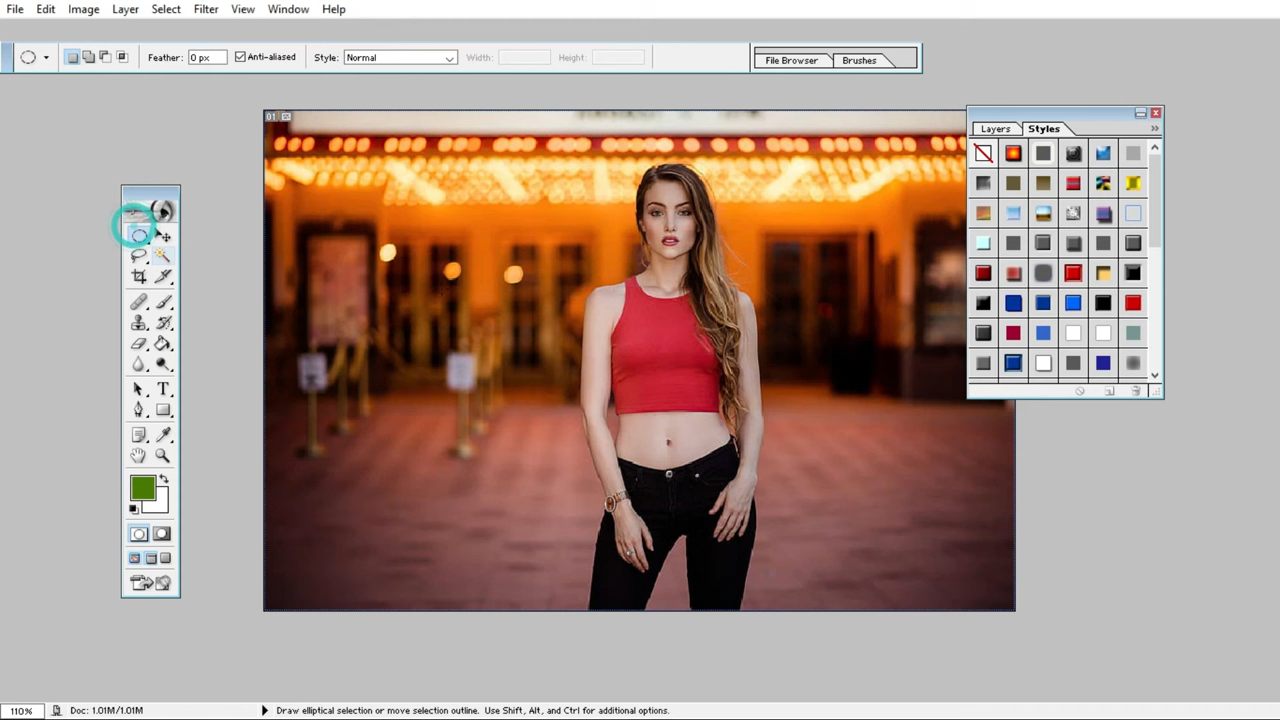 File Edit Image Layer Select Filter View Window Help
Feather: 0 px Anti-aliased Style: Normal Width: Height: File Browser Brushes
01
Layers Styles
T
110% Doc: 1.01M/1.01M Draw elliptical selection or move selection outline. Use Shift, Alt, and Ctrl for additional options.